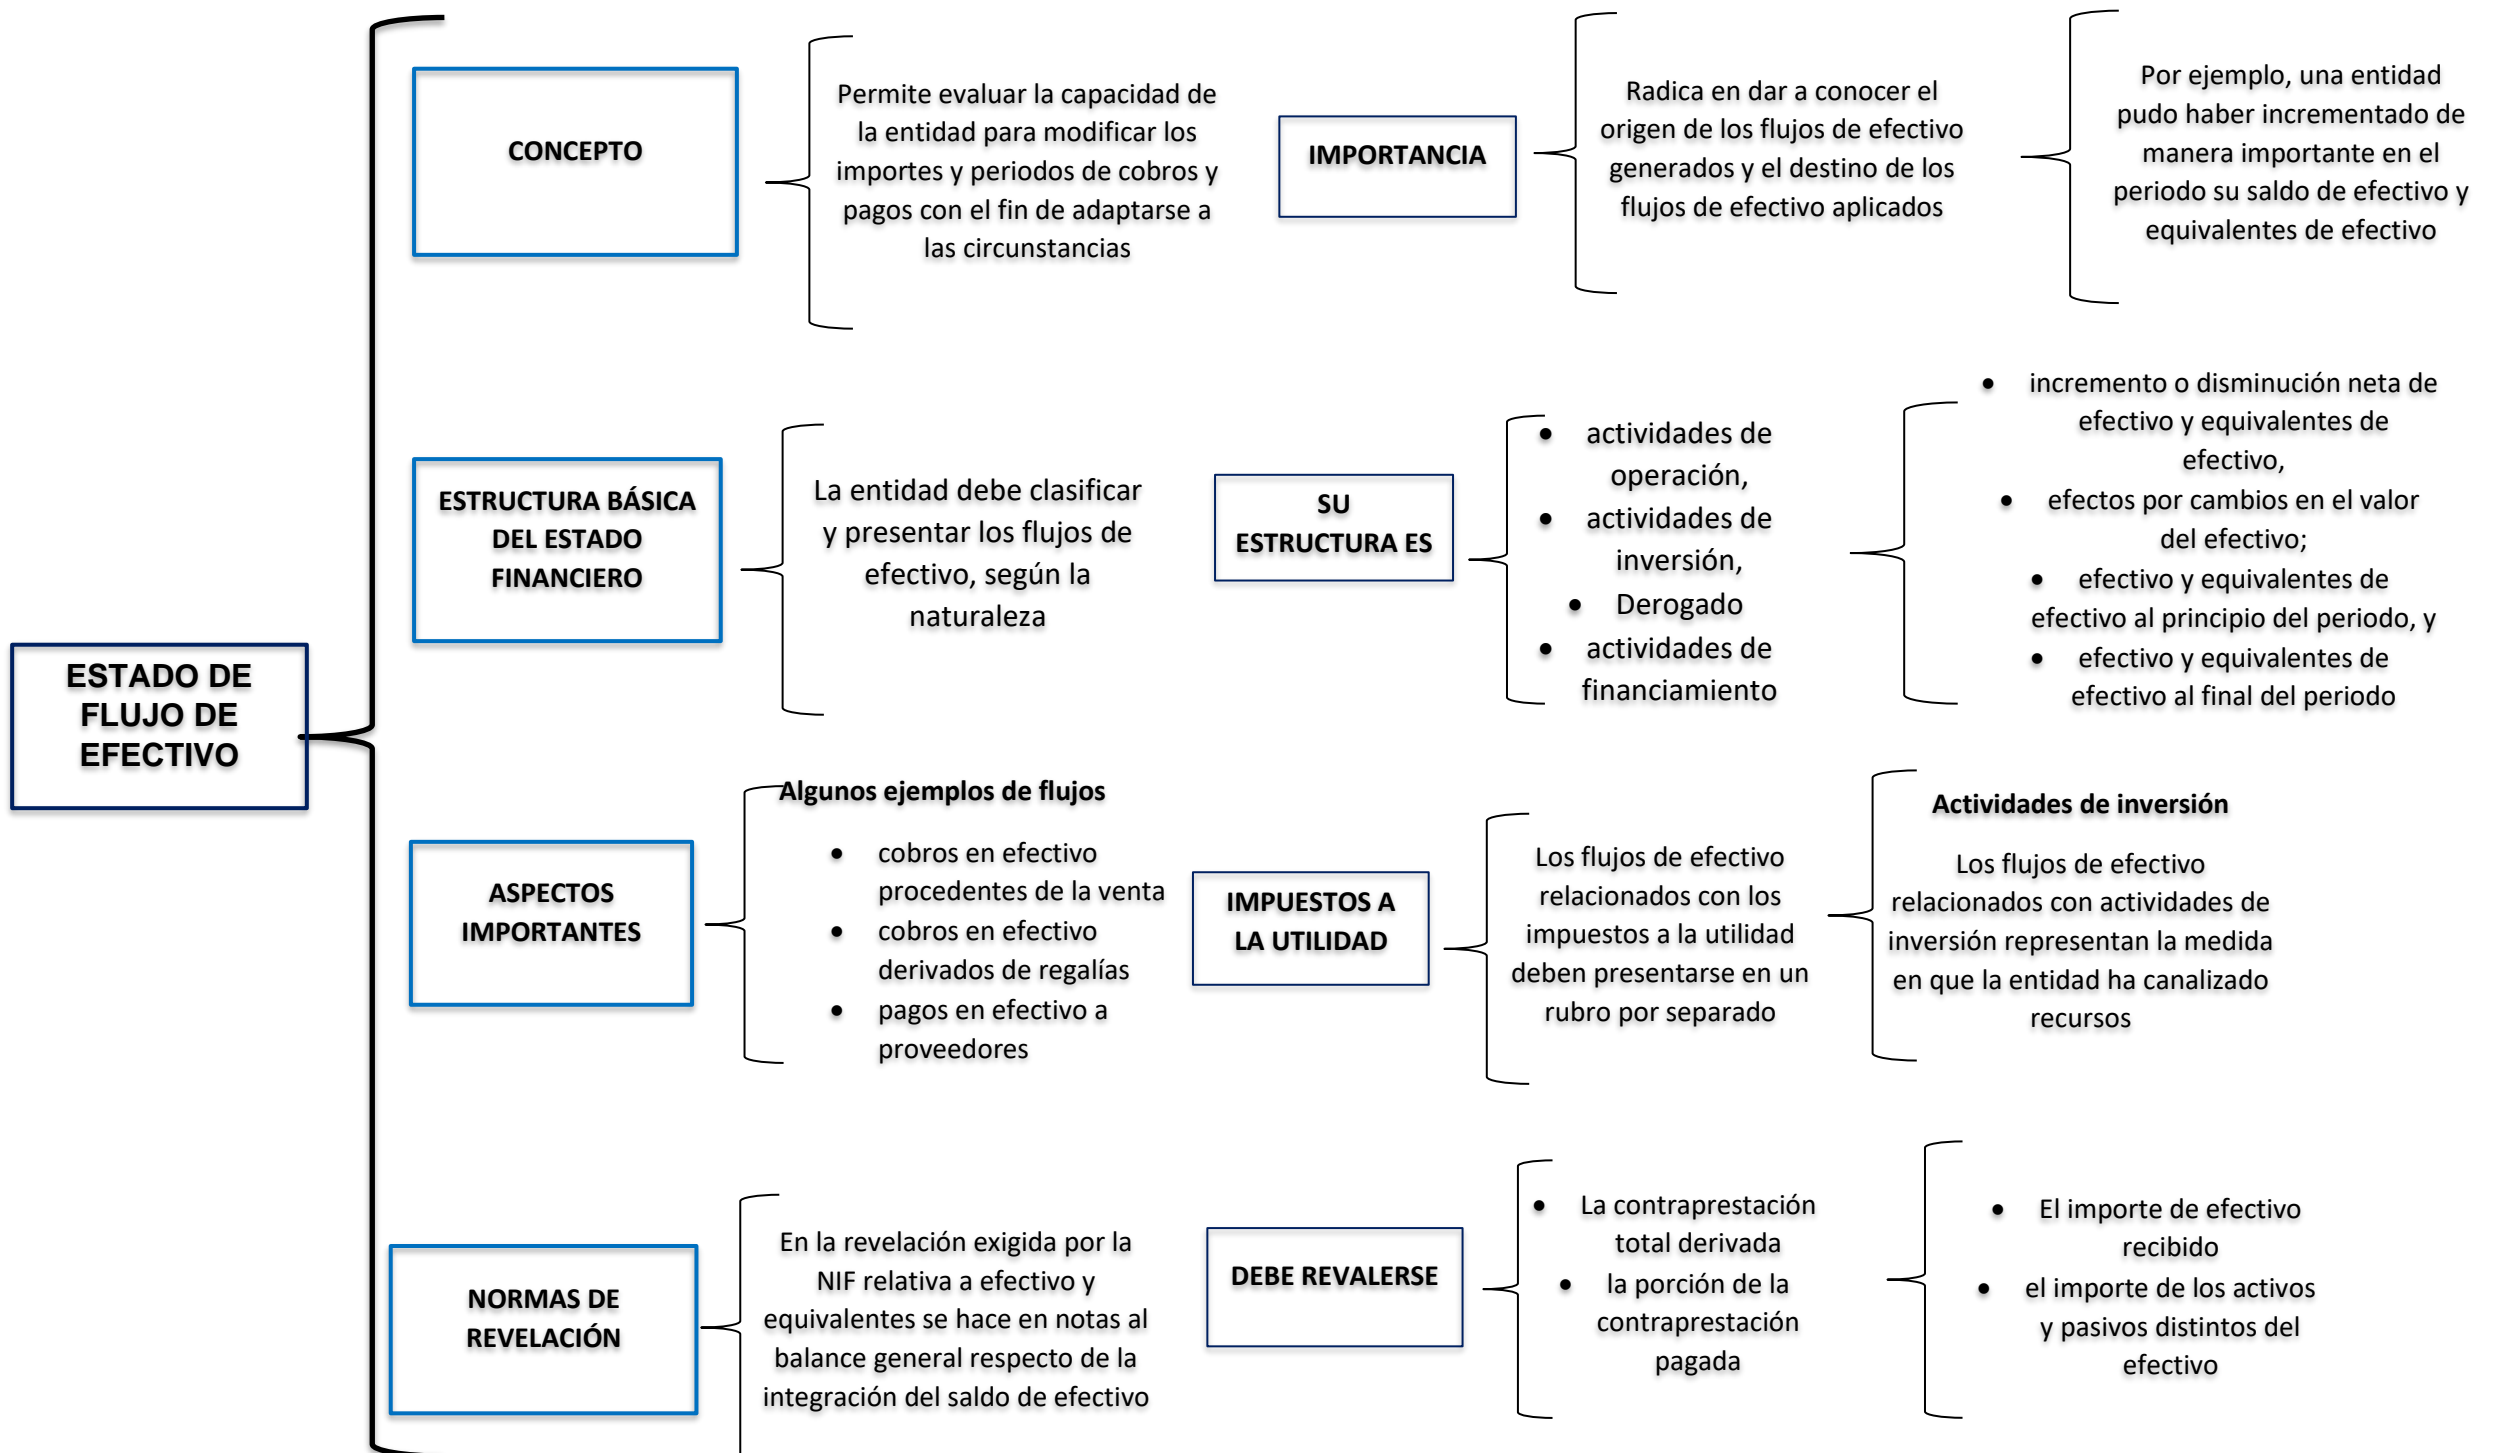 ESTADO DE
FLUJO DE
EFECTIVO
CONCEPTO
Permite evaluar la capacidad de
la entidad para modificar los
importes y periodos de cobros y
pagos con el fin de adaptarse a
las circunstancias
IMPORTANCIA
Radica en dar a conocer el
origen de los flujos de efectivo
generados y el destino de los
flujos de efectivo aplicados
Por ejemplo, una entidad
pudo haber incrementado de
manera importante en el
periodo su saldo de efectivo y
equivalentes de efectivo
ESTRUCTURA BÁSICA
DEL ESTADO
FINANCIERO
La entidad debe clasificar
y presentar los flujos de
efectivo, según la
naturaleza
SU
ESTRUCTURA ES
• actividades de
operación,
• actividades de
inversión,
• Derogado
• actividades de
financiamiento
• incremento o disminución neta de
efectivo y equivalentes de
efectivo,
• efectos por cambios en el valor
del efectivo;
• efectivo y equivalentes de
efectivo al principio del periodo, y
• efectivo y equivalentes de
efectivo al final del periodo
ASPECTOS
IMPORTANTES
Algunos ejemplos de flujos
• cobros en efectivo
procedentes de la venta
• cobros en efectivo
derivados de regalías
• pagos en efectivo a
proveedores
IMPUESTOS A
LA UTILIDAD
Los flujos de efectivo
relacionados con los
impuestos a la utilidad
deben presentarse en un
rubro por separado
Actividades de inversión
Los flujos de efectivo
relacionados con actividades de
inversión representan la medida
en que la entidad ha canalizado
recursos
NORMAS DE
REVELACIÓN
En la revelación exigida por la
NIF relativa a efectivo y
equivalentes se hace en notas al
balance general respecto de la
integración del saldo de efectivo
DEBE REVALERSE
• La contraprestación
total derivada
• la porción de la
contraprestación
pagada
• El importe de efectivo
recibido
• el importe de los activos
y pasivos distintos del
efectivo